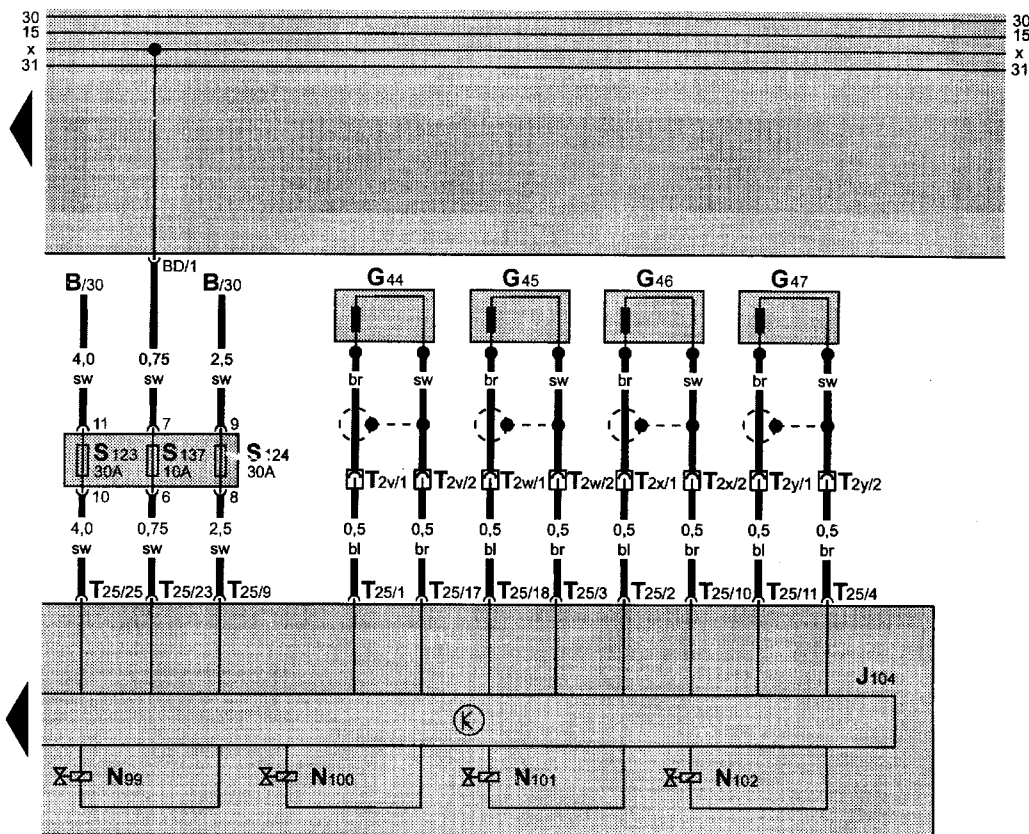 30 30
15 15
x x
31 31
BD/1
B/30 B/30 G44 G45 G46 G47
4,0 0,75 2,5
sw sw sw br sw br sw br sw br sw
11 7 9
S123 S137 S124
30A 10A 30A
T2v/1 T2v/2 T2w/1 T2w/2 T2x/1 T2x/2 T2y/1 T2y/2
10 6 8
4,0 0,75 2,5 0,5 0,5 0,5 0,5 0,5 0,5 0,5 0,5
sw sw sw bl br bl br bl br bl br
T25/25 T25/23 T25/9 T25/1 T25/17 T25/18 T25/3 T25/2 T25/10 T25/11 T25/4
J104
K
N99 N100 N101 N102